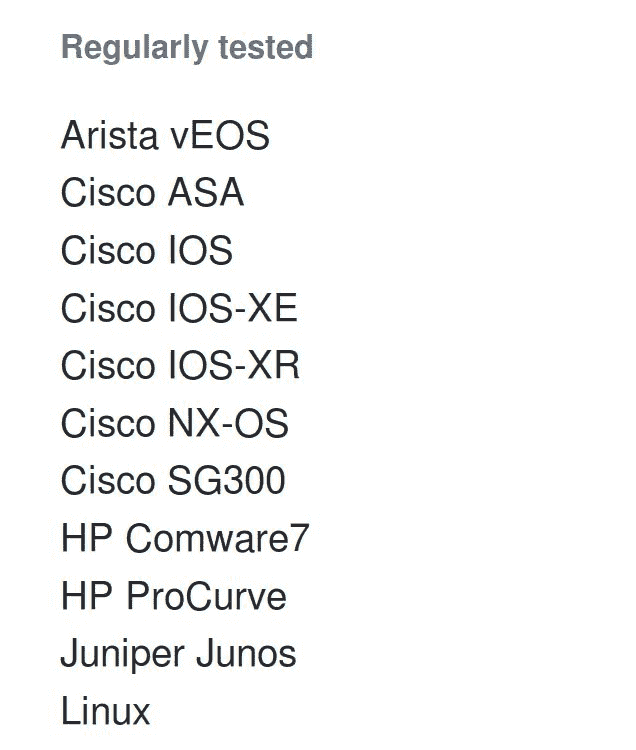 Regularly tested
Arista vEOS
Cisco ASA
Cisco IOS
Cisco IOS-XE
Cisco IOS-XR
Cisco NX-OS
Cisco SG300
HP Comware7
HP ProCurve
Juniper Junos
Linux